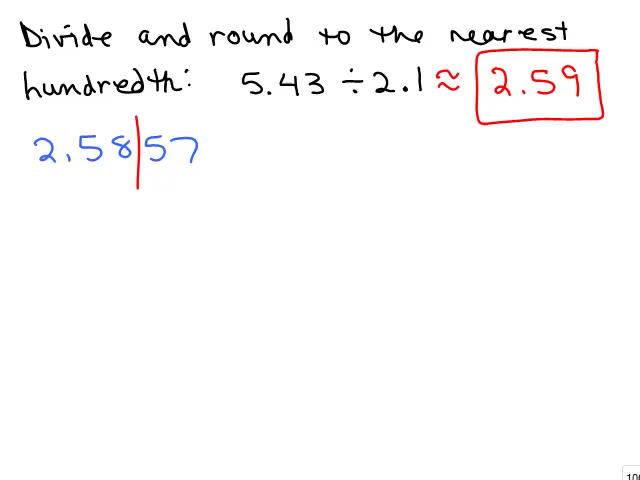 Divide and round to the nearest
hundredth: 5.43 ÷ 2.1 ≈ 2.59
2.58|57